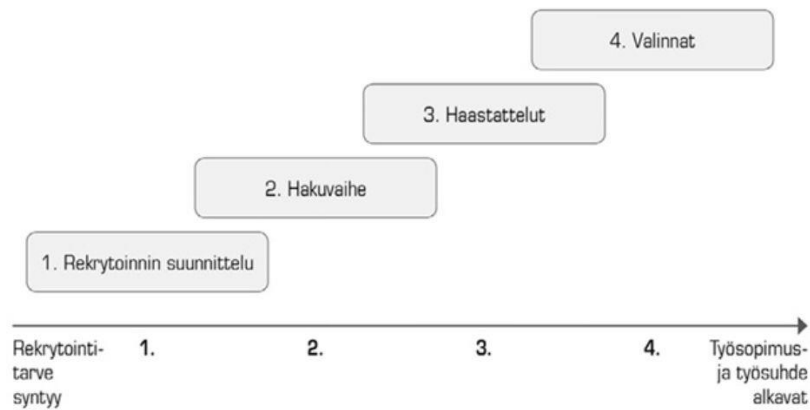 4. Valinnat
3. Haastattelut
2. Hakuvaihe
1. Rekrytoinnin suunnittelu
Rekrytointi-
tarve
syntyy
1.
2.
3.
4.
Työsopimus-
ja työsuhde
alkavat